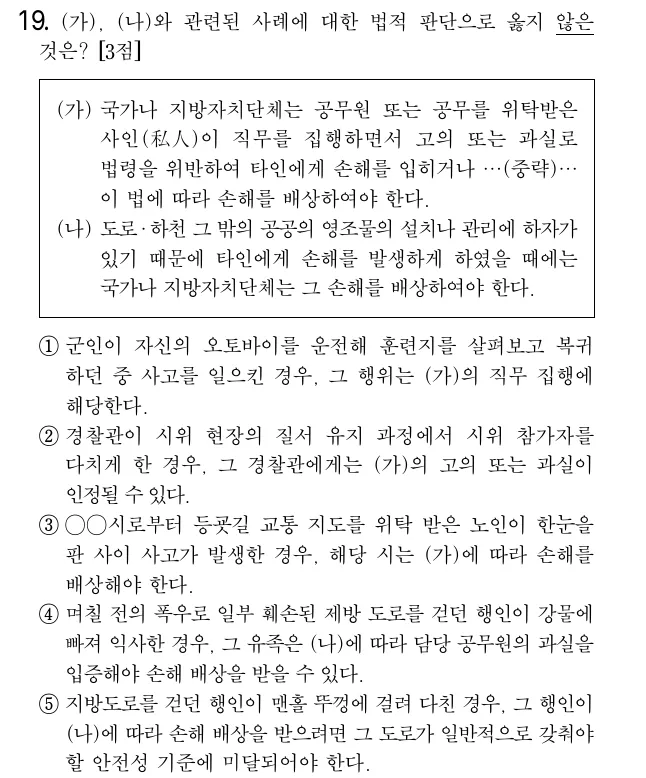 19. (가), (나)와 관련된 사례에 대한 법적 판단으로 옳지 않은
것은? [3점]
(가) 국가나 지방자치단체는 공무원 또는 공무를 위탁받은
사인(私人)이 직무를 집행하면서 고의 또는 과실로
법령을 위반하여 타인에게 손해를 입히거나 …(중략)…
이 법에 따라 손해를 배상하여야 한다.
(나) 도로·하천 그 밖의 공공의 영조물의 설치나 관리에 하자가
있기 때문에 타인에게 손해를 발생하게 하였을 때에는
국가나 지방자치단체는 그 손해를 배상하여야 한다.
① 군인이 자신의 오토바이를 운전해 훈련지를 살펴보고 복귀
하던 중 사고를 일으킨 경우, 그 행위는 (가)의 직무 집행에
해당한다.
② 경찰관이 시위 현장의 질서 유지 과정에서 시위 참가자를
다치게 한 경우, 그 경찰관에게는 (가)의 고의 또는 과실이
인정될 수 있다.
③ ○○시로부터 등굣길 교통 지도를 위탁 받은 노인이 한눈을
판 사이 사고가 발생한 경우, 해당 시는 (가)에 따라 손해를
배상해야 한다.
④ 며칠 전의 폭우로 일부 훼손된 제방 도로를 걷던 행인이 강물에
빠져 익사한 경우, 그 유족은 (나)에 따라 담당 공무원의 과실을
입증해야 손해 배상을 받을 수 있다.
⑤ 지방도로를 걷던 행인이 맨홀 뚜껑에 걸려 다친 경우, 그 행인이
(나)에 따라 손해 배상을 받으려면 그 도로가 일반적으로 갖춰야
할 안전성 기준에 미달되어야 한다.